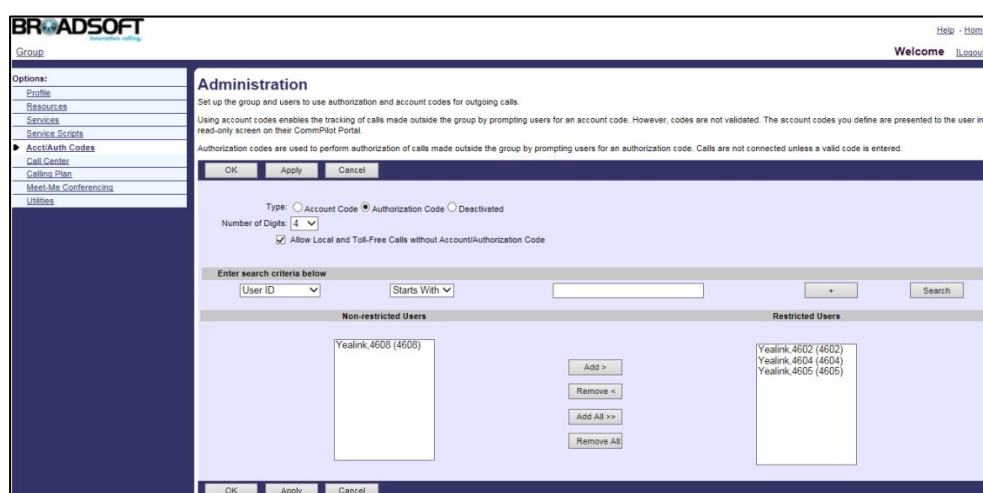 BROADSOFT
innovation calling.
Help - Home
Group
Welcome [Logout
Options:
Profile
Resources
Services
Service Scripts
Acct/Auth Codes
Call Center
Calling Plan
Meet-Me Conferencing
Utilities
Administration
Set up the group and users to use authorization and account codes for outgoing calls.
Using account codes enables the tracking of calls made outside the group by prompting users for an account code. However, codes are not validated. The account codes you define are presented to the user in
read-only screen on their CommPilot Portal.
Authorization codes are used to perform authorization of calls made outside the group by prompting users for an authorization code. Calls are not connected unless a valid code is entered.
OK Apply Cancel
Type: Account Code Authorization Code Deactivated
Number of Digits: 4
Allow Local and Toll-Free Calls without Account/Authorization Code
Enter search criteria below
User ID Starts With + Search
Non-restricted Users Restricted Users
Yealink,4608 (4608)
Yealink,4602 (4602)
Yealink,4604 (4604)
Yealink,4605 (4605)
Add >
Remove <
Add All >>
Remove All
OK Apply Cancel